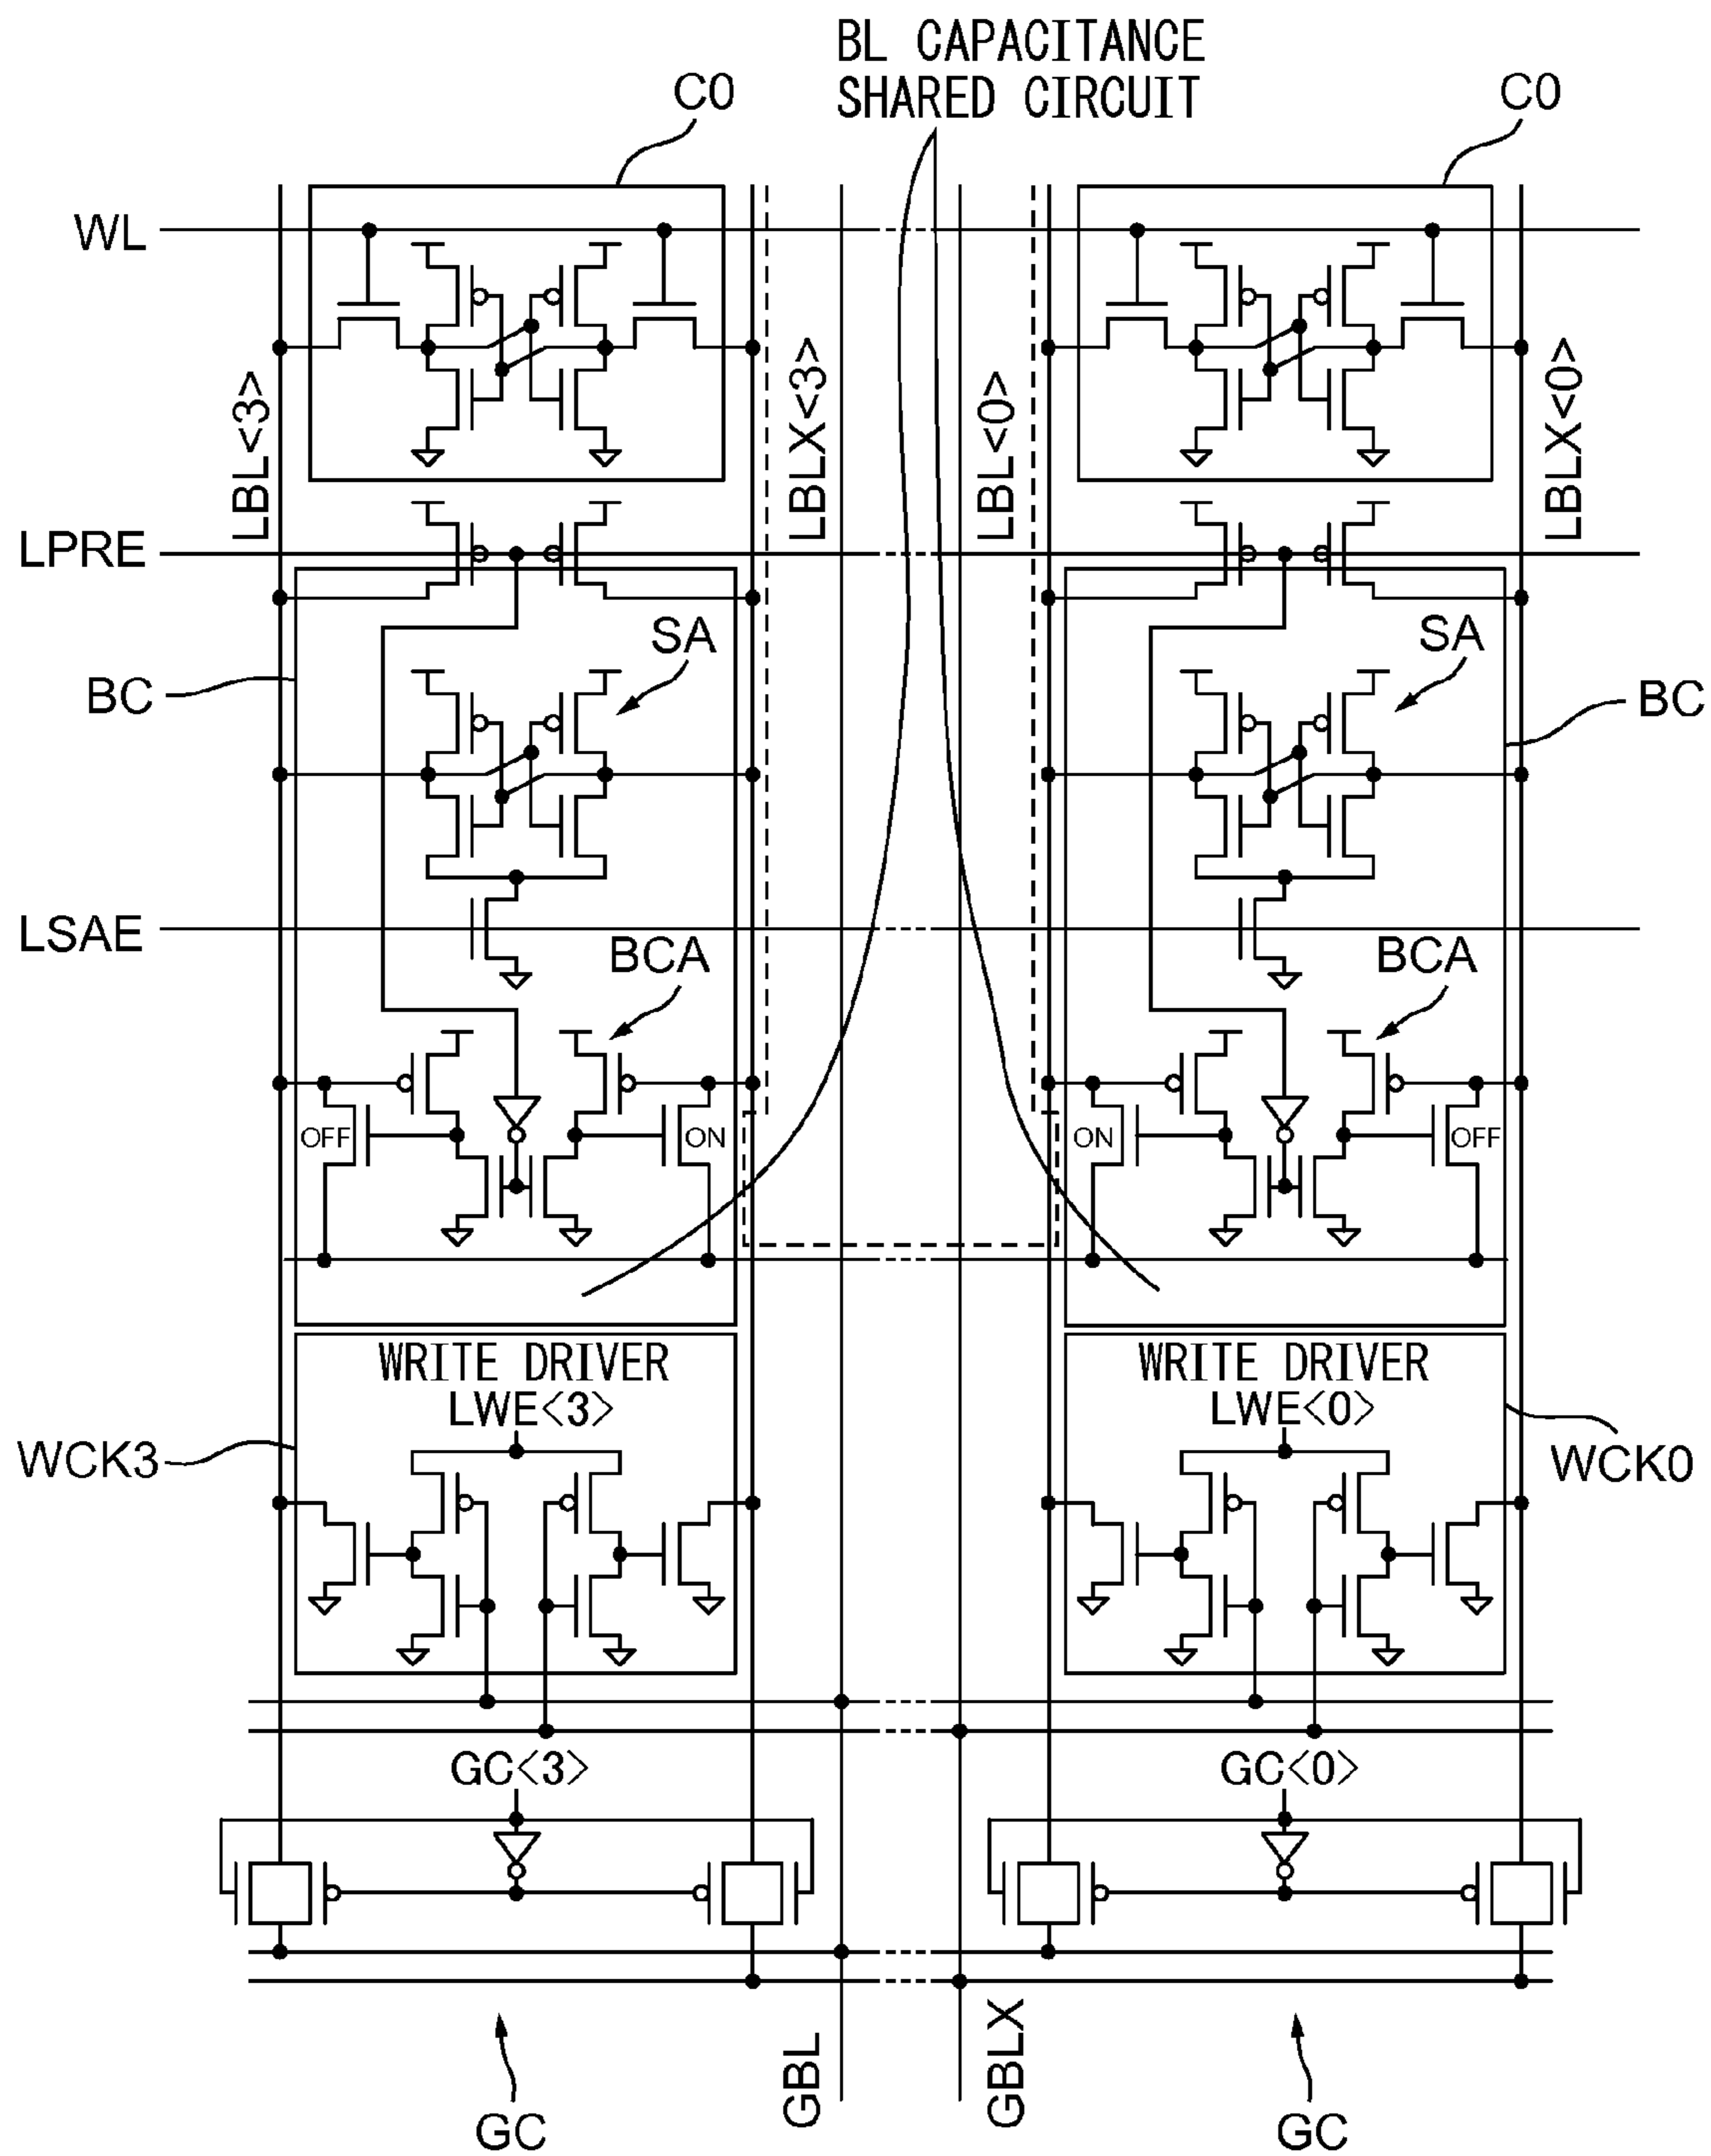 BL CAPACITANCE
SHARED CIRCUIT
C0
C0
WL
LBL<3>
LBLX<3>
LBL<0>
LBLX<0>
LPRE
SA
SA
BC
BC
LSAE
BCA
BCA
OFF
ON
ON
OFF
WRITE DRIVER
LWE<3>
WRITE DRIVER
LWE<0>
WCK3
WCK0
GC<3>
GC<0>
GBL
GBLX
GC
GC